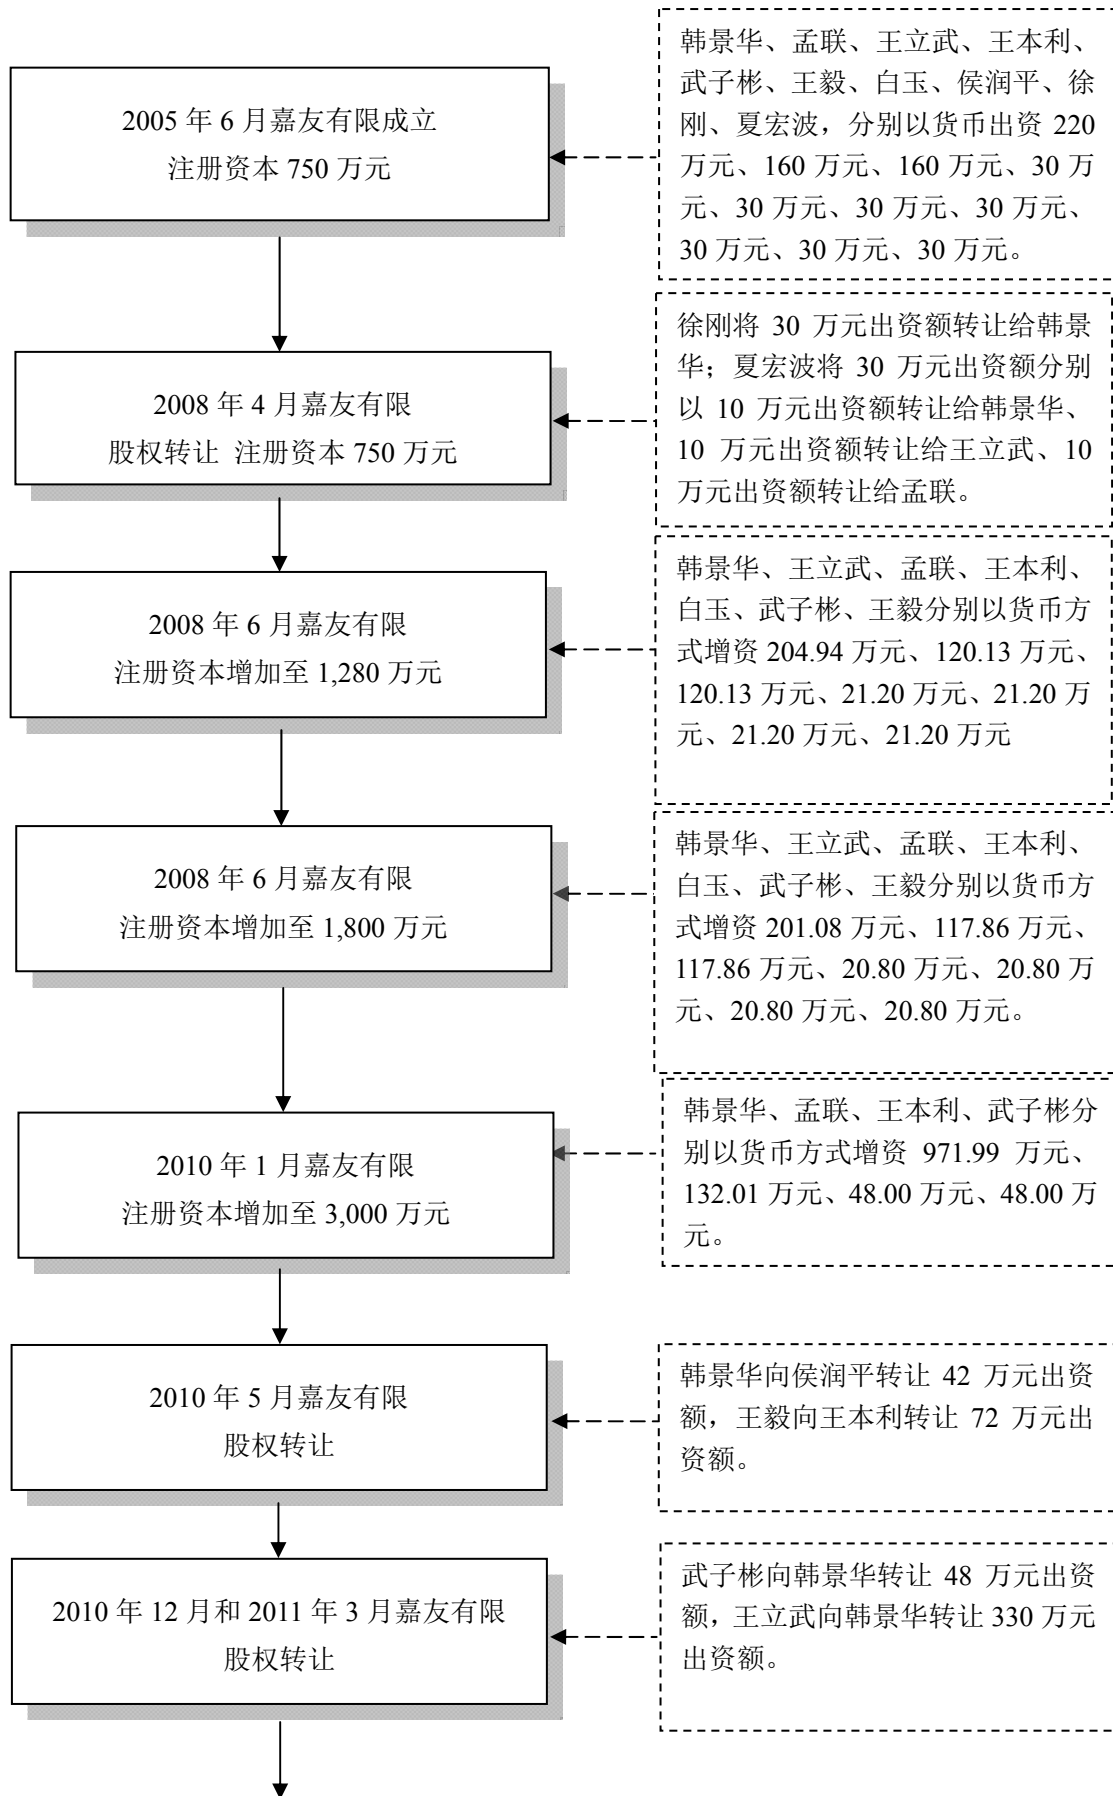 2005 年 6 月嘉友有限成立
注册资本 750 万元
韩景华、孟联、王立武、王本利、
武子彬、王毅、白玉、侯润平、徐
刚、夏宏波，分别以货币出资 220
万元、160 万元、160 万元、30 万
元、30 万元、30 万元、30 万元、
30 万元、30 万元、30 万元。
2008 年 4 月嘉友有限
股权转让 注册资本 750 万元
徐刚将 30 万元出资额转让给韩景
华；夏宏波将 30 万元出资额分别
以 10 万元出资额转让给韩景华、
10 万元出资额转让给王立武、10
万元出资额转让给孟联。
2008 年 6 月嘉友有限
注册资本增加至 1,280 万元
韩景华、王立武、孟联、王本利、
白玉、武子彬、王毅分别以货币方
式增资 204.94 万元、120.13 万元、
120.13 万元、21.20 万元、21.20 万
元、21.20 万元、21.20 万元
2008 年 6 月嘉友有限
注册资本增加至 1,800 万元
韩景华、王立武、孟联、王本利、
白玉、武子彬、王毅分别以货币方
式增资 201.08 万元、117.86 万元、
117.86 万元、20.80 万元、20.80 万
元、20.80 万元、20.80 万元。
2010 年 1 月嘉友有限
注册资本增加至 3,000 万元
韩景华、孟联、王本利、武子彬分
别以货币方式增资 971.99 万元、
132.01 万元、48.00 万元、48.00 万
元。
2010 年 5 月嘉友有限
股权转让
韩景华向侯润平转让 42 万元出资
额，王毅向王本利转让 72 万元出
资额。
2010 年 12 月和 2011 年 3 月嘉友有限
股权转让
武子彬向韩景华转让 48 万元出资
额，王立武向韩景华转让 330 万元
出资额。